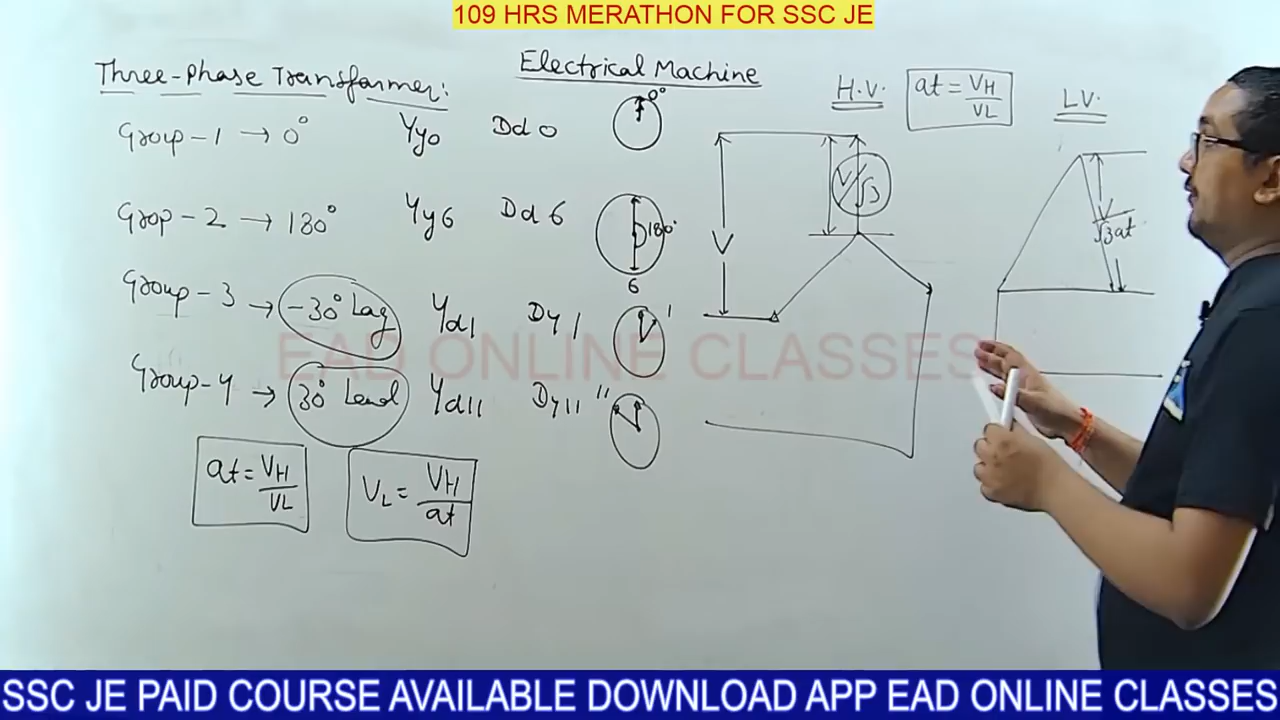 109 HRS MERATHON FOR SSC JE
Electrical Machine
Three-Phase Transformer:
Group-1 → 0° Yy0 Dd0 0°
Grop-2 → 180° Yy6 Dd6 180°
6
Group-3 → -30° Lag Yd1 Dy1 1
Group-4 → 30° Lead Yd11 Dy11 11
at = VH/VL
VL = VH/at
H.V.
at = VH/VL
LV.
V
V/√3
V/√3at
EAD ONLINE CLASSES
SSC JE PAID COURSE AVAILABLE DOWNLOAD APP EAD ONLINE CLASSES